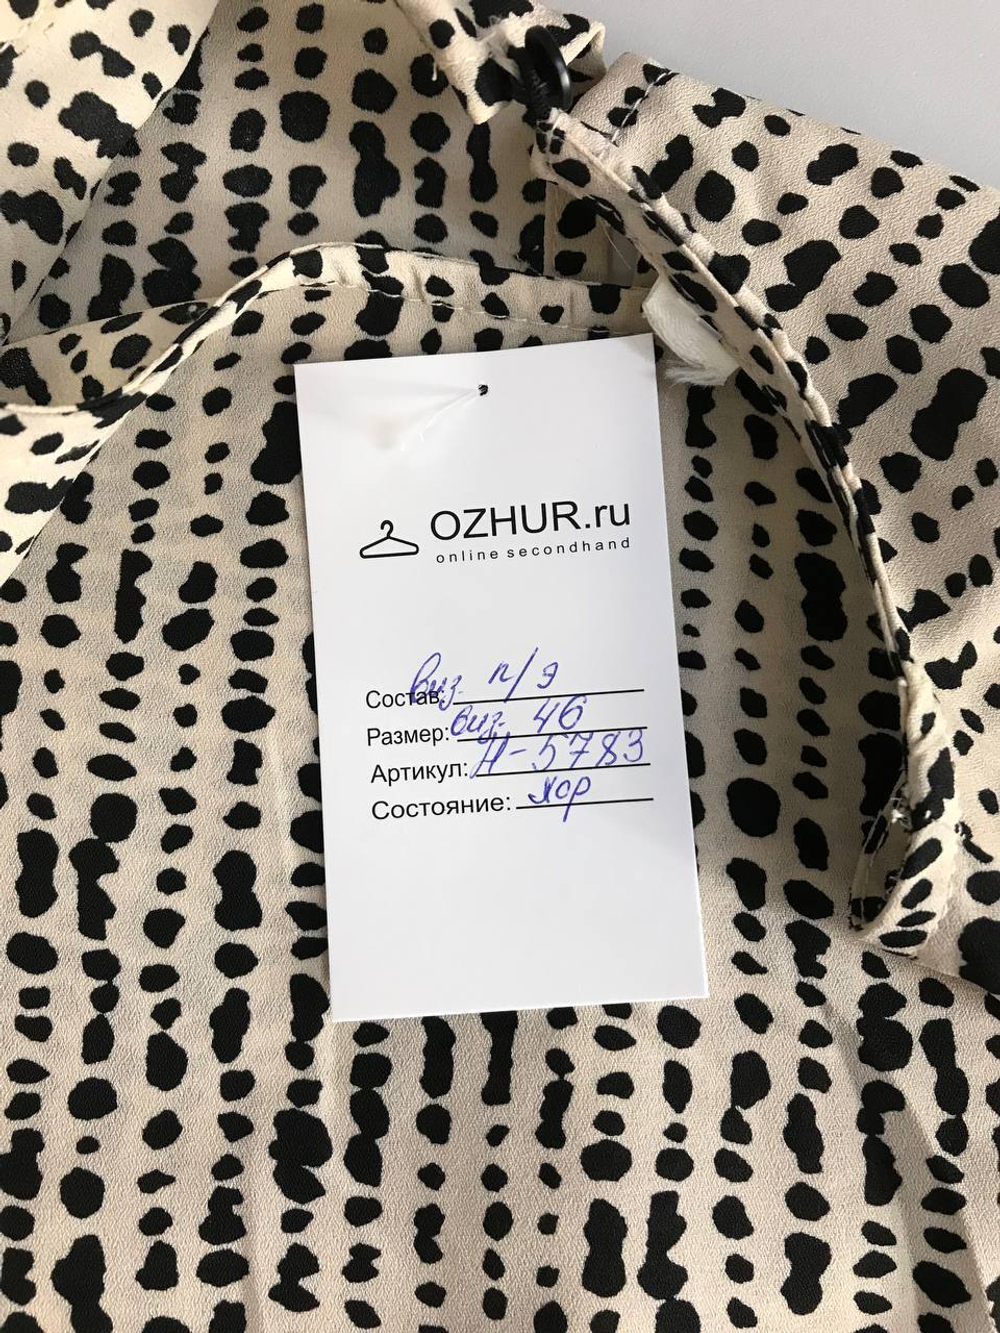 OZHUR.ru
online secondhand
Состав: виз. п/э
Размер: виз. 46
Артикул: Н-5783
Состояние: хор